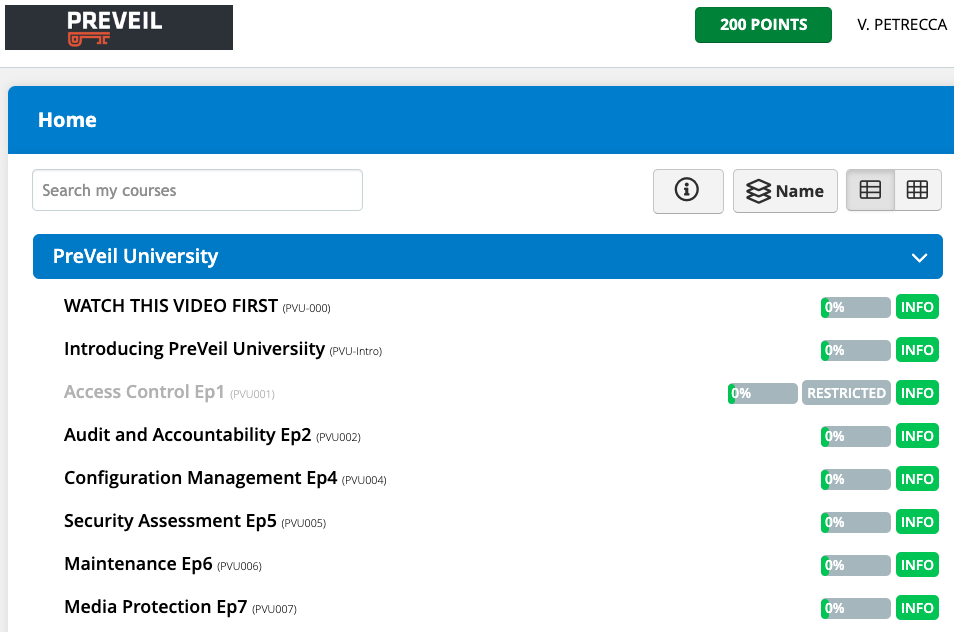 PREVEIL
200 POINTS V. PETRECCA
Home
Search my courses Name
PreVeil University
WATCH THIS VIDEO FIRST (PVU-000) 0% INFO
Introducing PreVeil Universiity (PVU-Intro) 0% INFO
Access Control Ep1 (PVU001) 0% RESTRICTED INFO
Audit and Accountability Ep2 (PVU002) 0% INFO
Configuration Management Ep4 (PVU004) 0% INFO
Security Assessment Ep5 (PVU005) 0% INFO
Maintenance Ep6 (PVU006) 0% INFO
Media Protection Ep7 (PVU007) 0% INFO